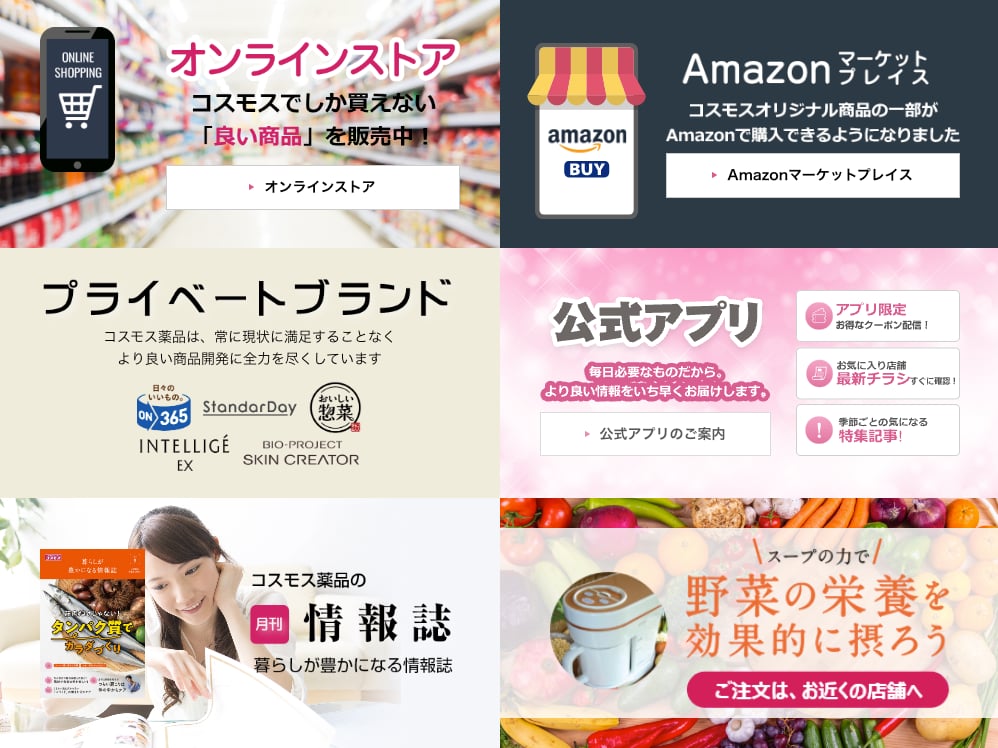 ONLINE
SHOPPING
オンラインストア
コスモスでしか買えない
「良い商品」を販売中！
オンラインストア
Amazon マーケット
プレイス
コスモスオリジナル商品の一部が
Amazonで購入できるようになりました
amazon
BUY
Amazonマーケットプレイス
プライベートブランド
コスモス薬品は、常に現状に満足することなく
より良い商品開発に全力を尽くしています
日々の
いいもの。
ON 365
StandarDay
おいしい
惣菜
INTELLIGÉ
EX
BIO-PROJECT
SKIN CREATOR
公式アプリ
毎日必要なものだから。
より良い情報をいち早くお届けします。
公式アプリのご案内
アプリ限定
お得なクーポン配信！
お気に入り店舗
最新チラシすぐに確認！
季節ごとの気になる
特集記事!
暮らしが
豊かになる情報誌
タンパク質で
カラダづくり
コスモス薬品の
月刊 情報誌
暮らしが豊かになる情報誌
スープの力で
野菜の栄養を
効果的に摂ろう
ご注文は、お近くの店舗へ